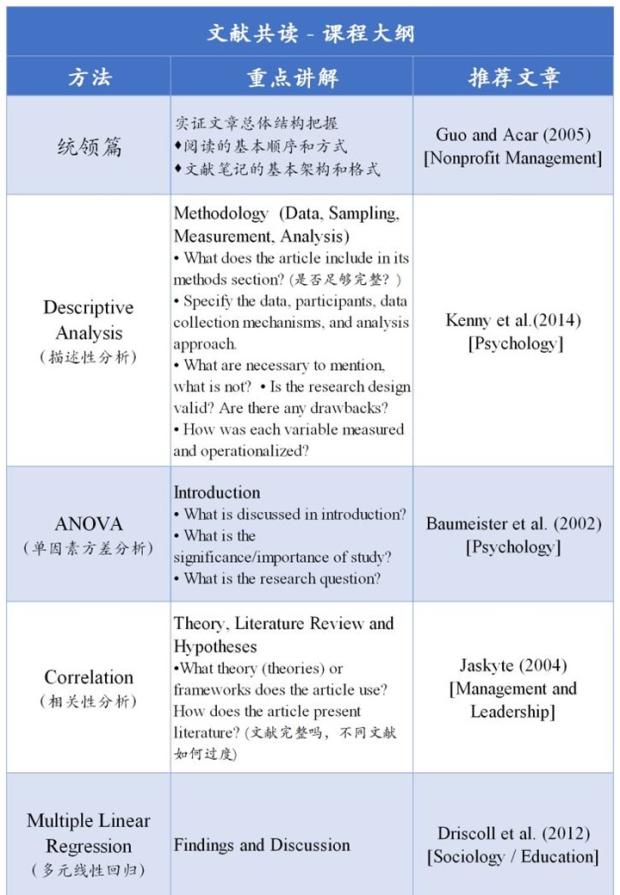 文献共读 - 课程大纲
方法
重点讲解
推荐文章
统领篇
实证文章总体结构把握
♦阅读的基本顺序和方式
♦文献笔记的基本架构和格式
Guo and Acar (2005)
[Nonprofit Management]
Descriptive
Analysis
(描述性分析)
Methodology (Data, Sampling,
Measurement, Analysis)
• What does the article include in its
methods section? (是否足够完整? )
• Specify the data, participants, data
collection mechanisms, and analysis
approach.
• What are necessary to mention,
what is not? • Is the research design
valid? Are there any drawbacks?
• How was each variable measured
and operationalized?
Kenny et al.(2014)
[Psychology]
ANOVA
(单因素方差分析)
Introduction
• What is discussed in introduction?
• What is the
significance/importance of study?
• What is the research question?
Baumeister et al. (2002)
[Psychology]
Correlation
(相关性分析)
Theory, Literature Review and
Hypotheses
•What theory (theories) or
frameworks does the article use?
How does the article present
literature? (文献完整吗，不同文献
如何过度)
Jaskyte (2004)
[Management and
Leadership]
Multiple Linear
Regression
(多元线性回归)
Findings and Discussion
Driscoll et al. (2012)
[Sociology / Education]